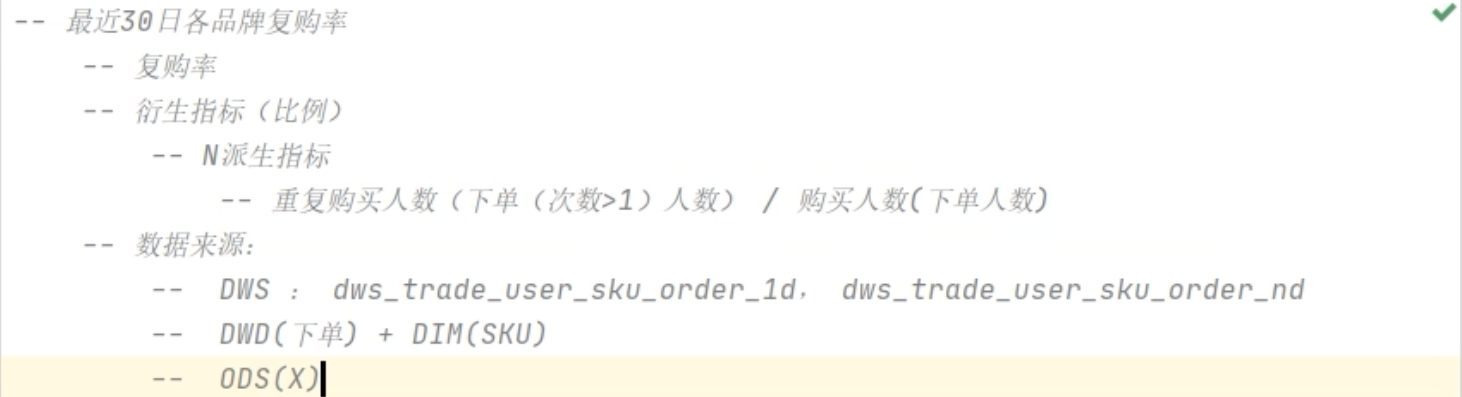 -- 最近30日各品牌复购率
-- 复购率
-- 衍生指标（比例）
-- N派生指标
-- 重复购买人数（下单（次数>1）人数） / 购买人数(下单人数)
-- 数据来源：
-- DWS ： dws_trade_user_sku_order_1d， dws_trade_user_sku_order_nd
-- DWD(下单) + DIM(SKU)
-- ODS(X)